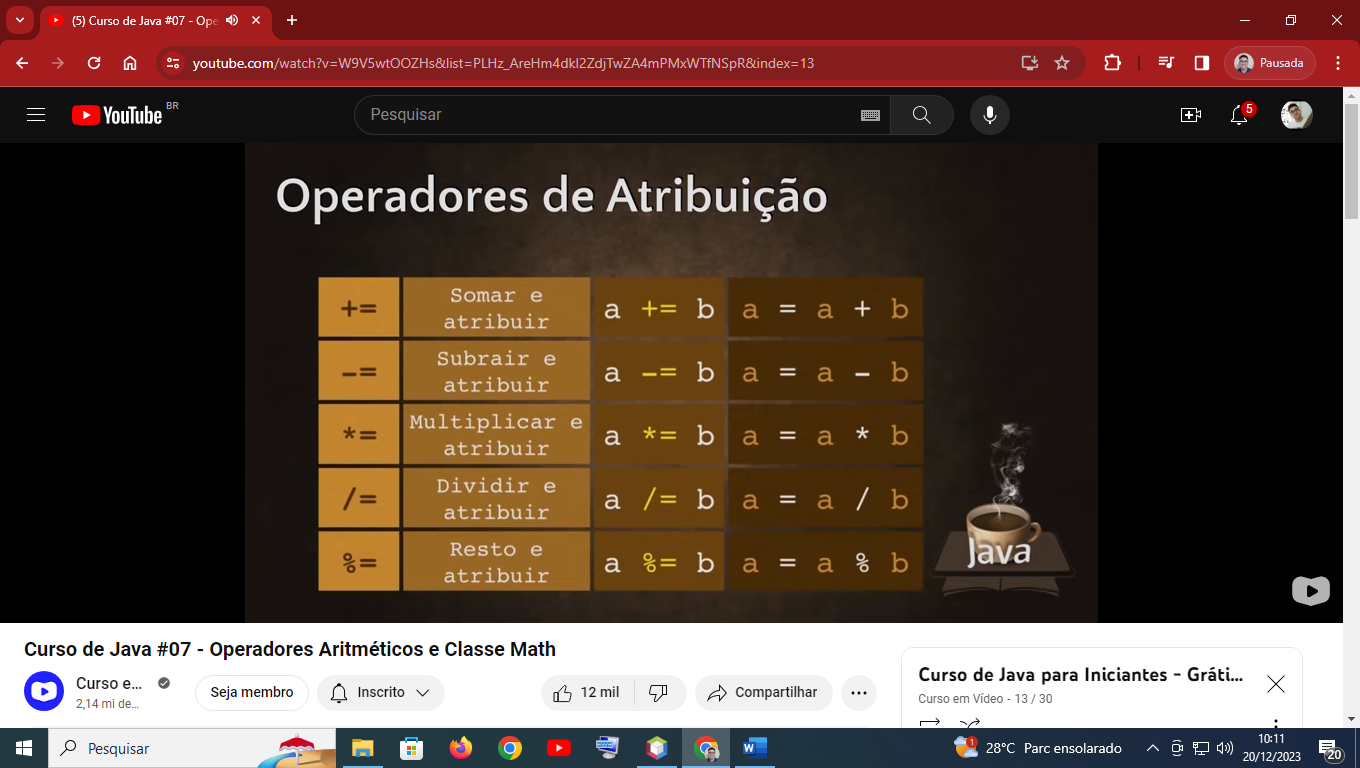 (5) Curso de Java #07 - Ope
youtube.com/watch?v=W9V5wtOOZHs&list=PLHz_AreHm4dkI2ZdjTwZA4mPMxWTfNSpR&index=13
Pausada
YouTube BR
Pesquisar
5
Operadores de Atribuição
+= Somar e atribuir a += b a = a + b
-= Subrair e atribuir a -= b a = a - b
*= Multiplicar e atribuir a *= b a = a * b
/= Dividir e atribuir a /= b a = a / b
%= Resto e atribuir a %= b a = a % b
Java
Curso de Java #07 - Operadores Aritméticos e Classe Math
Curso e...
2,14 mi de...
Seja membro
Inscrito
12 mil
Compartilhar
Curso de Java para Iniciantes - Gráti...
Curso em Vídeo - 13 / 30
Pesquisar
1
28°C Parc ensolarado
10:11
20/12/2023
20